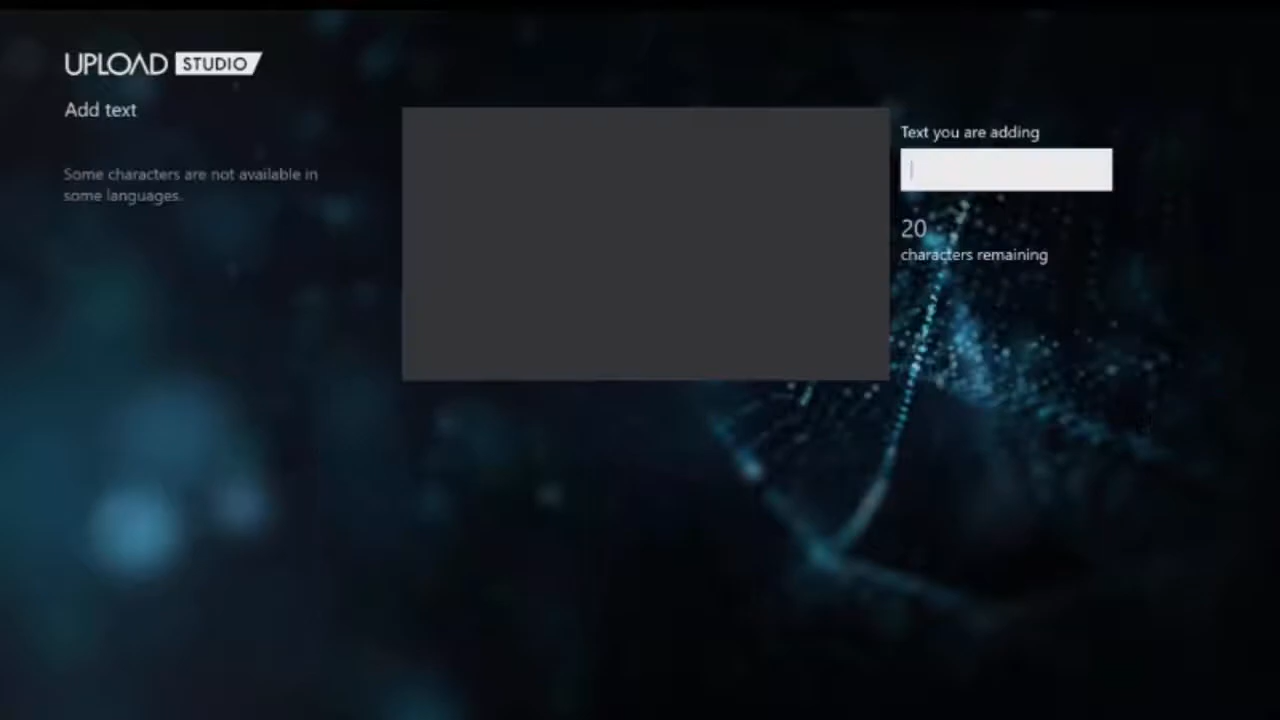 UPLOAD STUDIO
Add text
Some characters are not available in
some languages.
Text you are adding
20
characters remaining